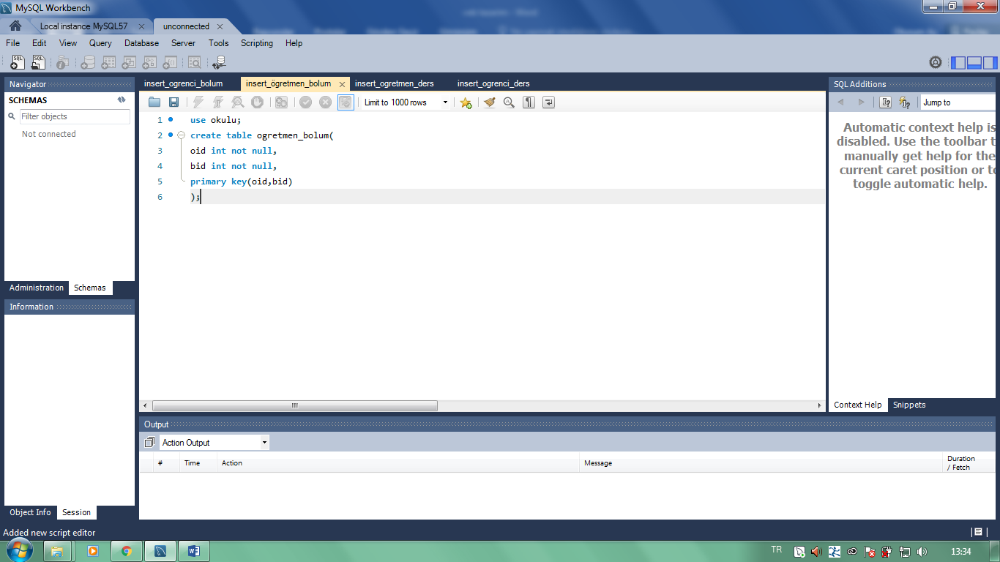 MySQL Workbench
Local instance MySQL57
unconnected
File Edit View Query Database Server Tools Scripting Help
Navigator
SCHEMAS
Filter objects
Not connected
Administration Schemas
Information
Object Info Session
insert_ogrenci_bolum insert_ögretmen_bolum insert_ogretmen_ders insert_ogrenci_ders
Limit to 1000 rows
1 use okulu;
2 create table ogretmen_bolum(
3 oid int not null,
4 bid int not null,
5 primary key(oid,bid)
6 );
SQL Additions
Jump to
Automatic context help is
disabled. Use the toolbar t
manually get help for the
current caret position or to
toggle automatic help.
Context Help Snippets
Output
Action Output
# Time Action Message Duration / Fetch
Added new script editor
TR 13:34